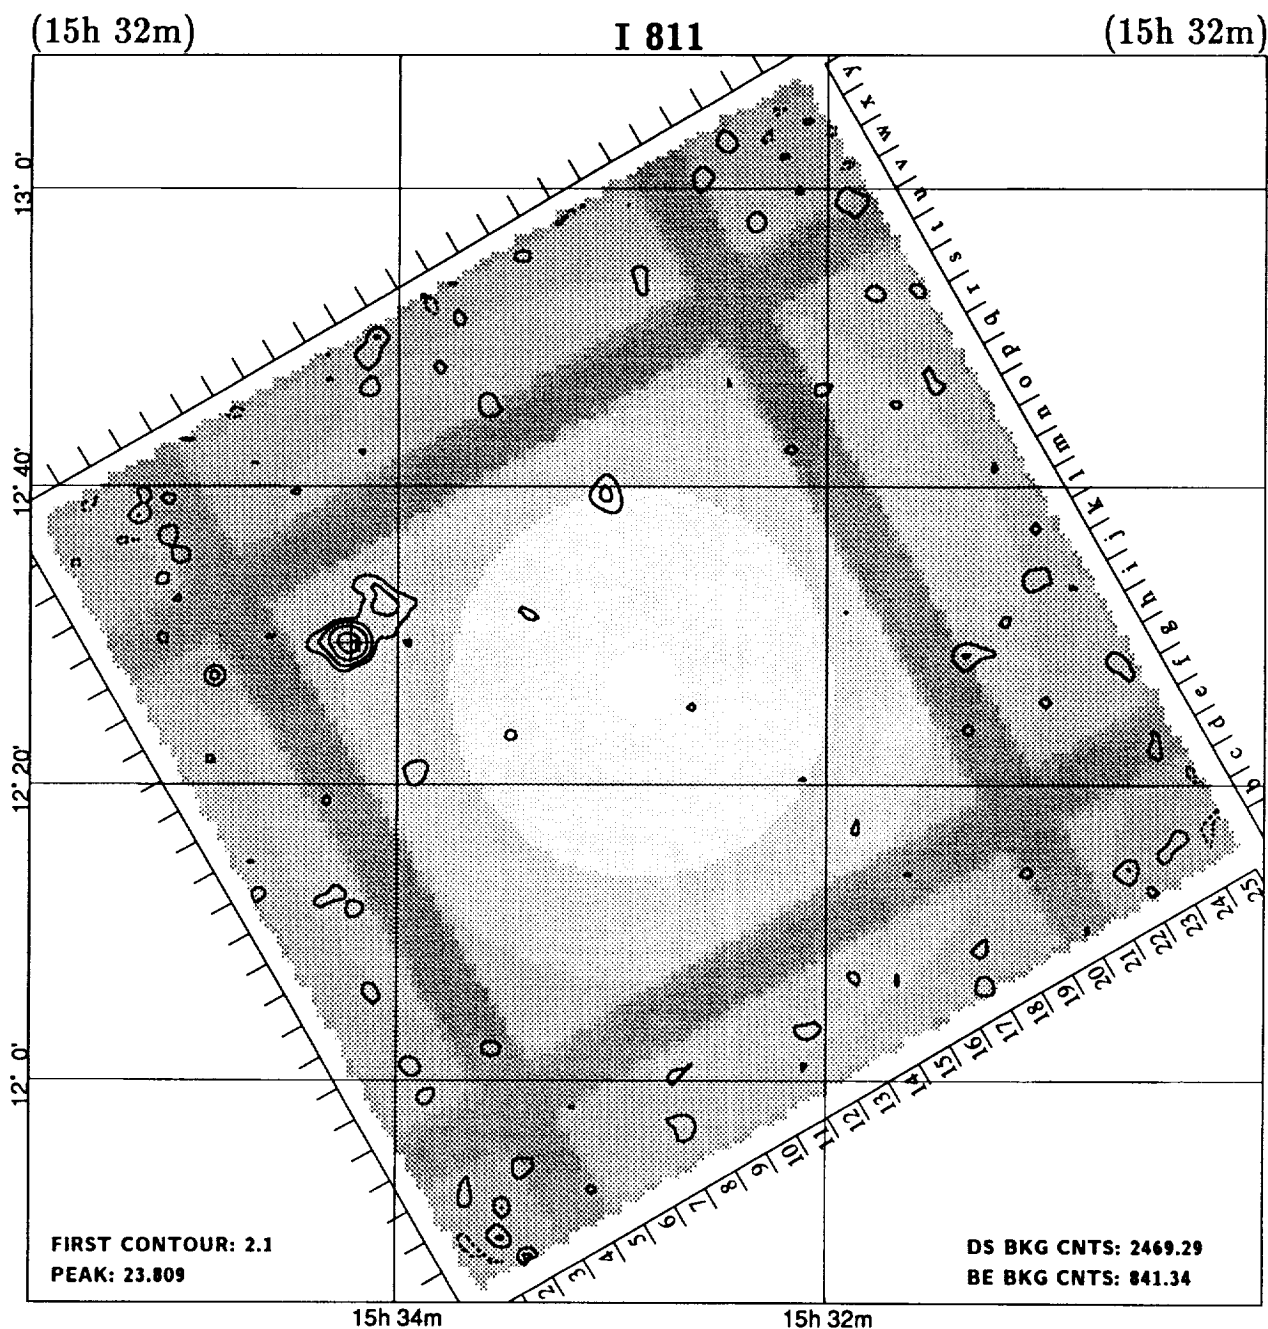 (15h 32m) I 811 (15h 32m)
13° 0'
12° 40'
12° 20'
12° 0'
y x w v u t s r q p o n m l k j i h g f e d c b
25 24 23 22 21 20 19 18 17 16 15 14 13 12 11 10 9 8 7 6 5 4 3 2
FIRST CONTOUR: 2.1
PEAK: 23.809
DS BKG CNTS: 2469.29
BE BKG CNTS: 841.34
15h 34m 15h 32m